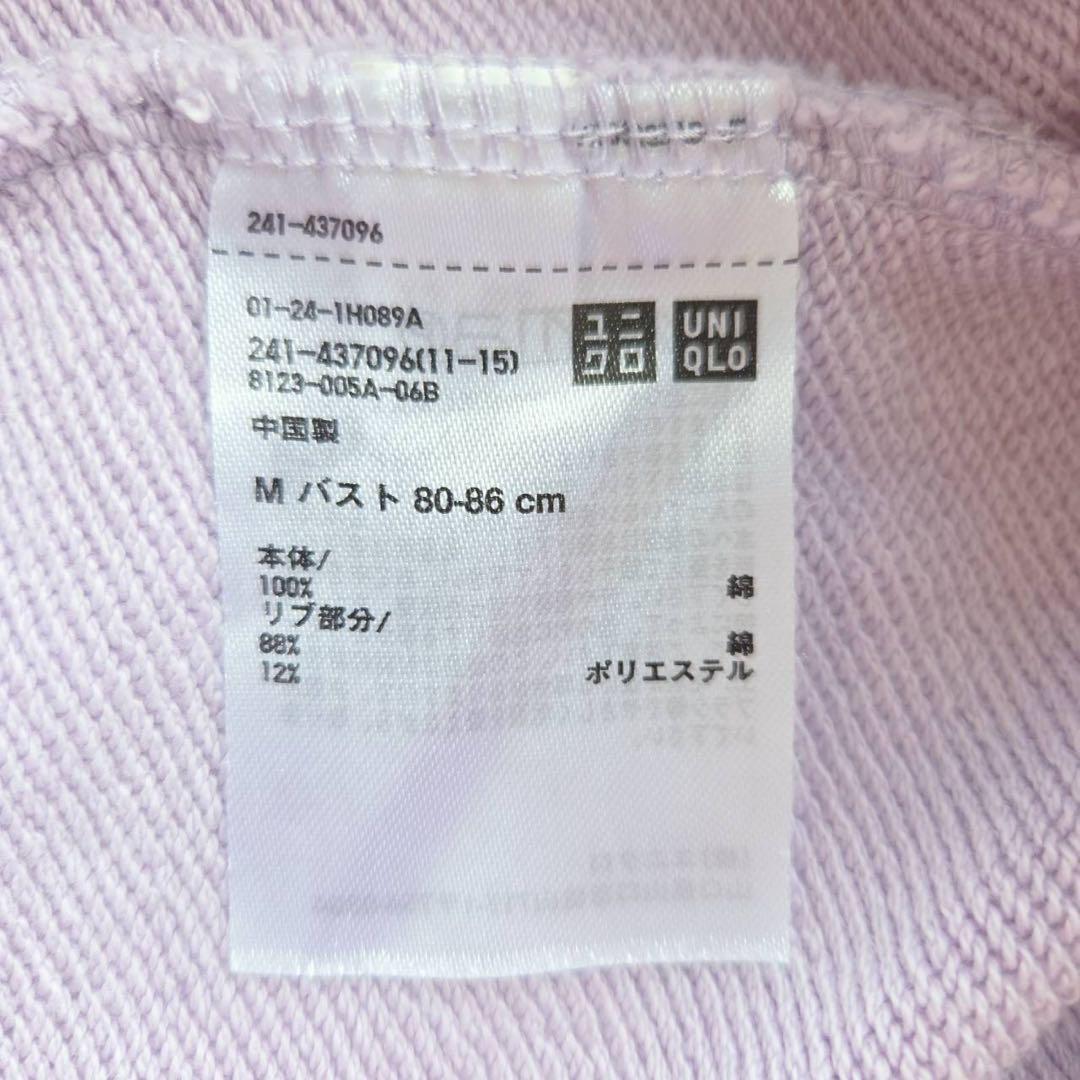 241-437096
01-24-1H089A
241-437096(11-15)
8123-005A-06B
ユニ
クロ
UNI
QLO
中国製
M バスト 80-86 cm
本体/
100% 綿
リブ部分/
88% 綿
12% ポリエステル